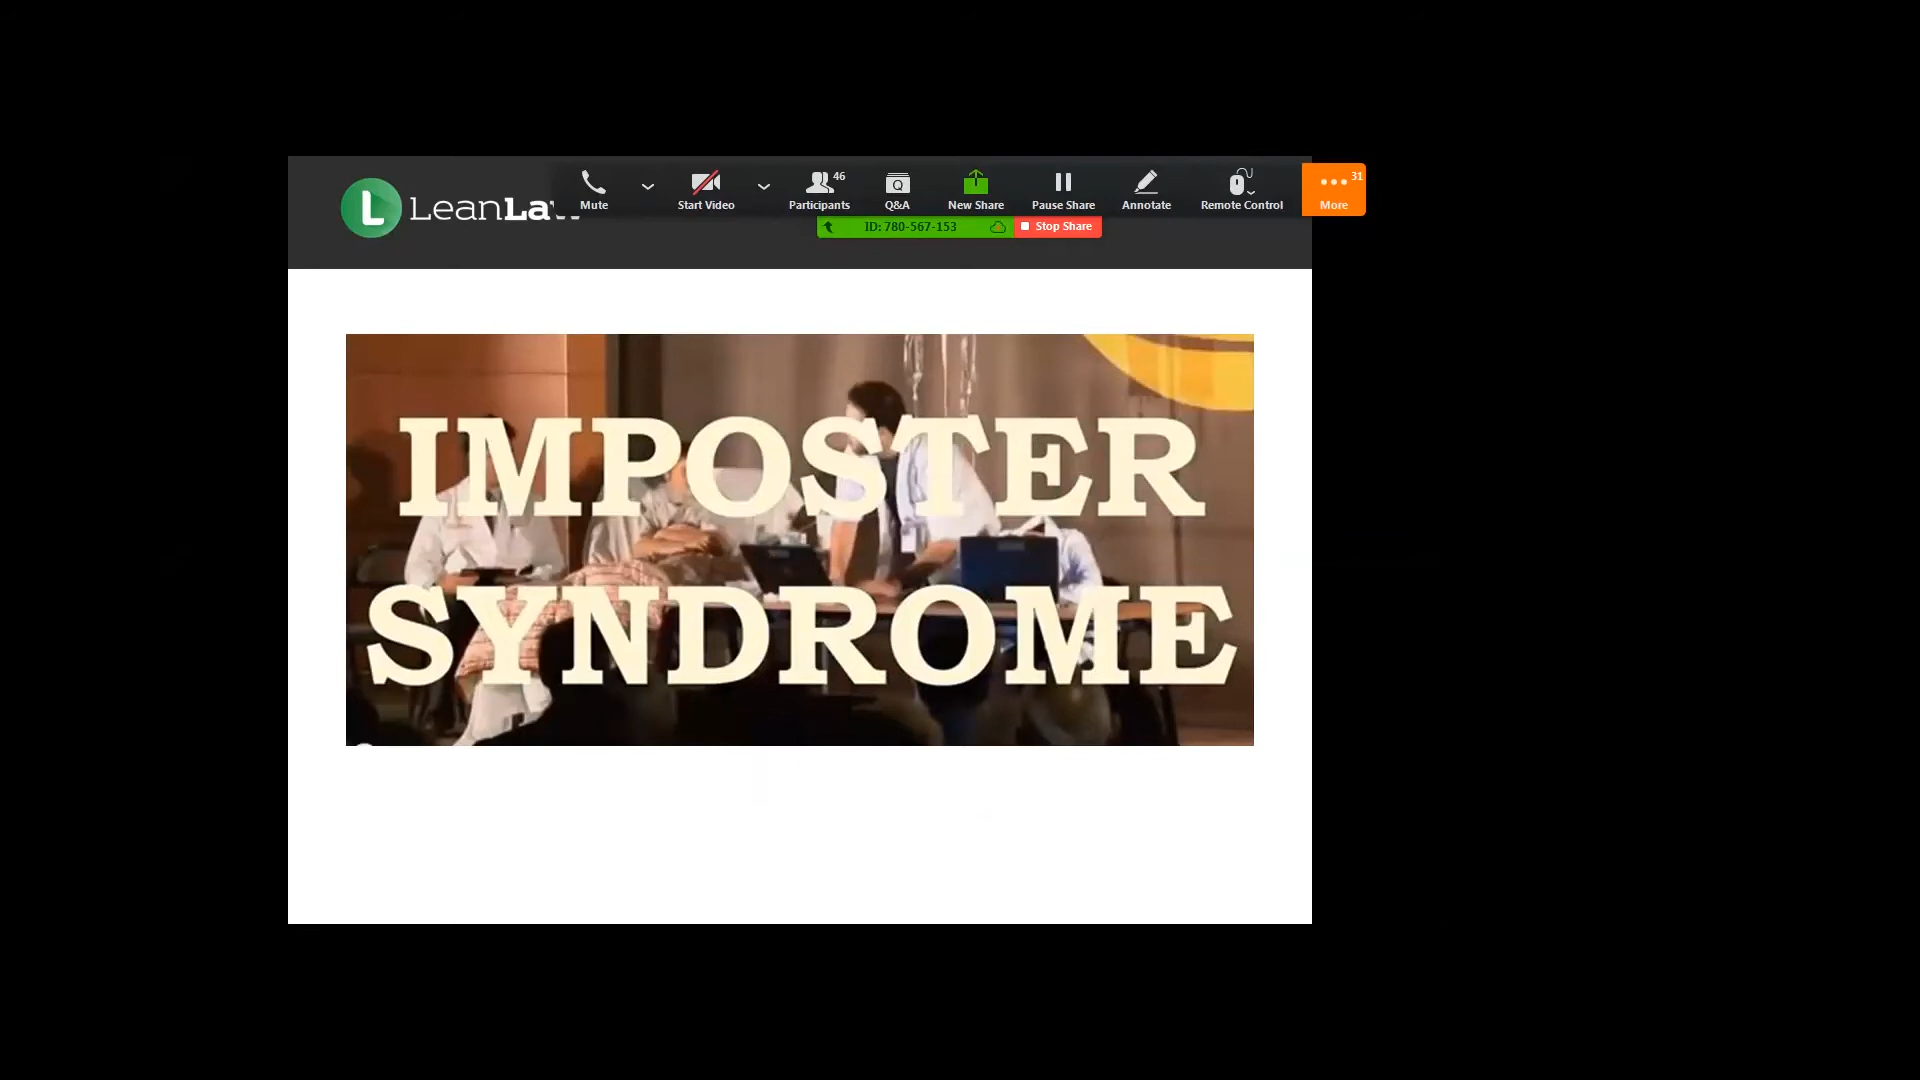 LeanLaw
Mute
Start Video
46
Participants
Q
Q&A
New Share
Pause Share
Annotate
Remote Control
31
More
ID: 780-567-153
Stop Share
IMPOSTER
SYNDROME